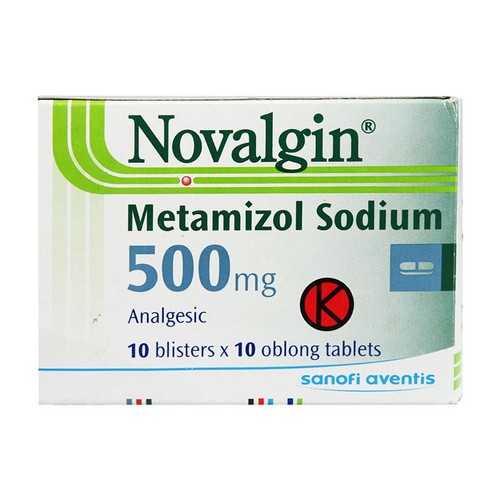 Novalgin®
Metamizol Sodium
500mg
Analgesic
K
10 blisters x 10 oblong tablets
sanofi aventis